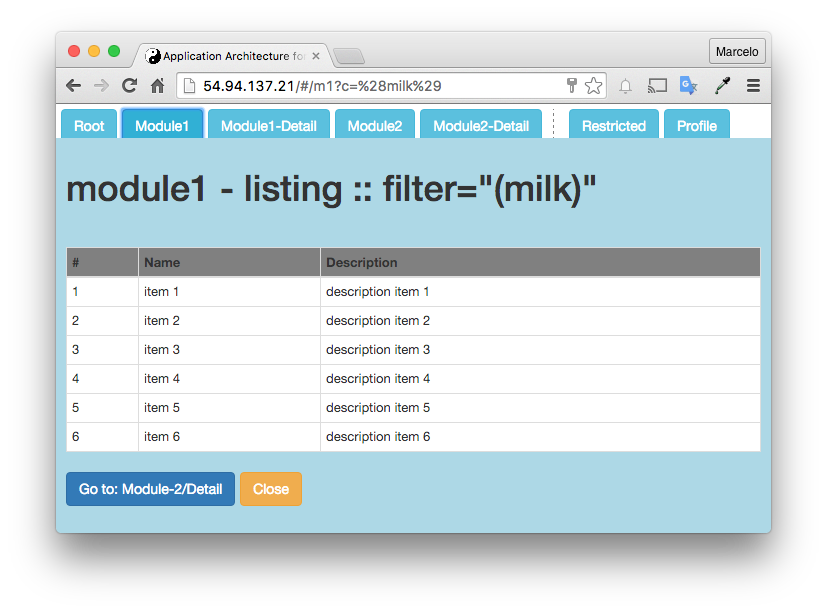 Application Architecture for
Marcelo
54.94.137.21/#/m1?c=%28milk%29
Root Module1 Module1-Detail Module2 Module2-Detail Restricted Profile
module1 - listing :: filter="(milk)"
# Name Description
1 item 1 description item 1
2 item 2 description item 2
3 item 3 description item 3
4 item 4 description item 4
5 item 5 description item 5
6 item 6 description item 6
Go to: Module-2/Detail Close